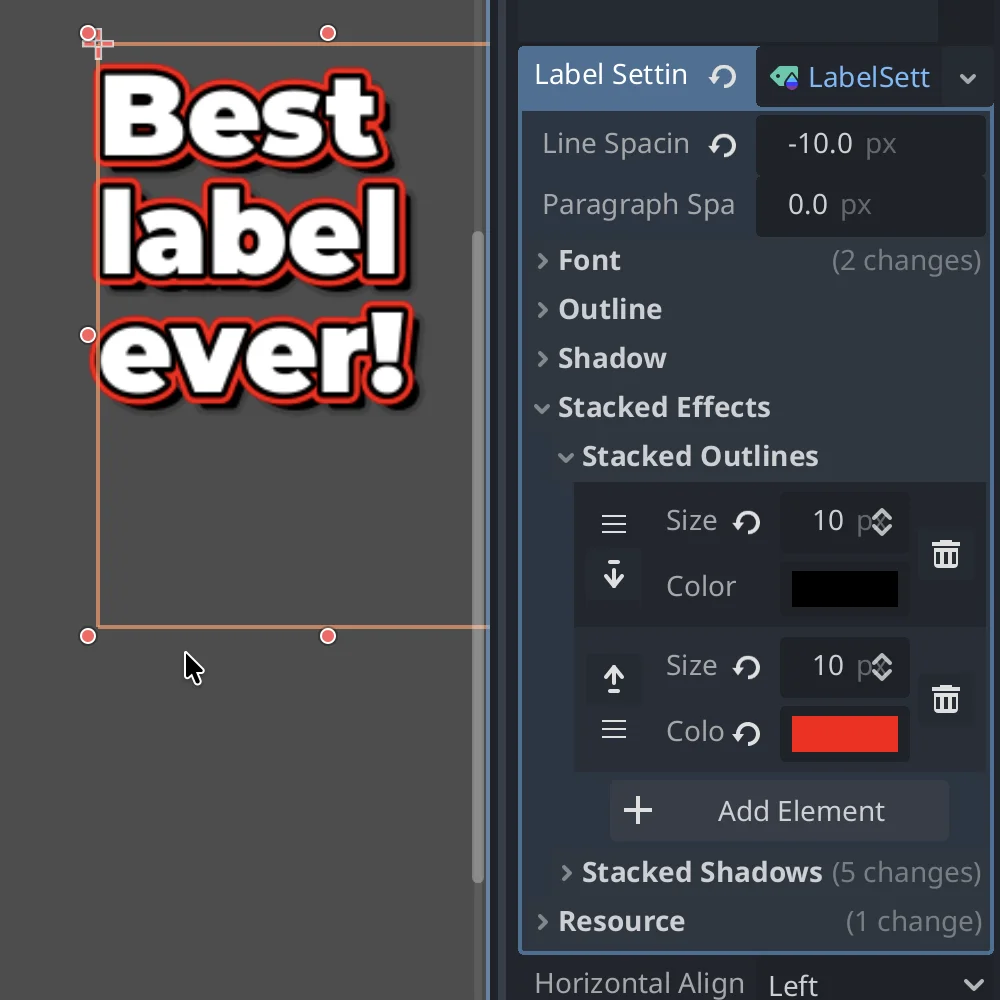 Best
label
ever!
Label Settin LabelSett
Line Spacin -10.0 px
Paragraph Spa 0.0 px
Font (2 changes)
Outline
Shadow
Stacked Effects
Stacked Outlines
Size 10 px
Color
Size 10 px
Colo
Add Element
Stacked Shadows (5 changes)
Resource (1 change)
Horizontal Align Left